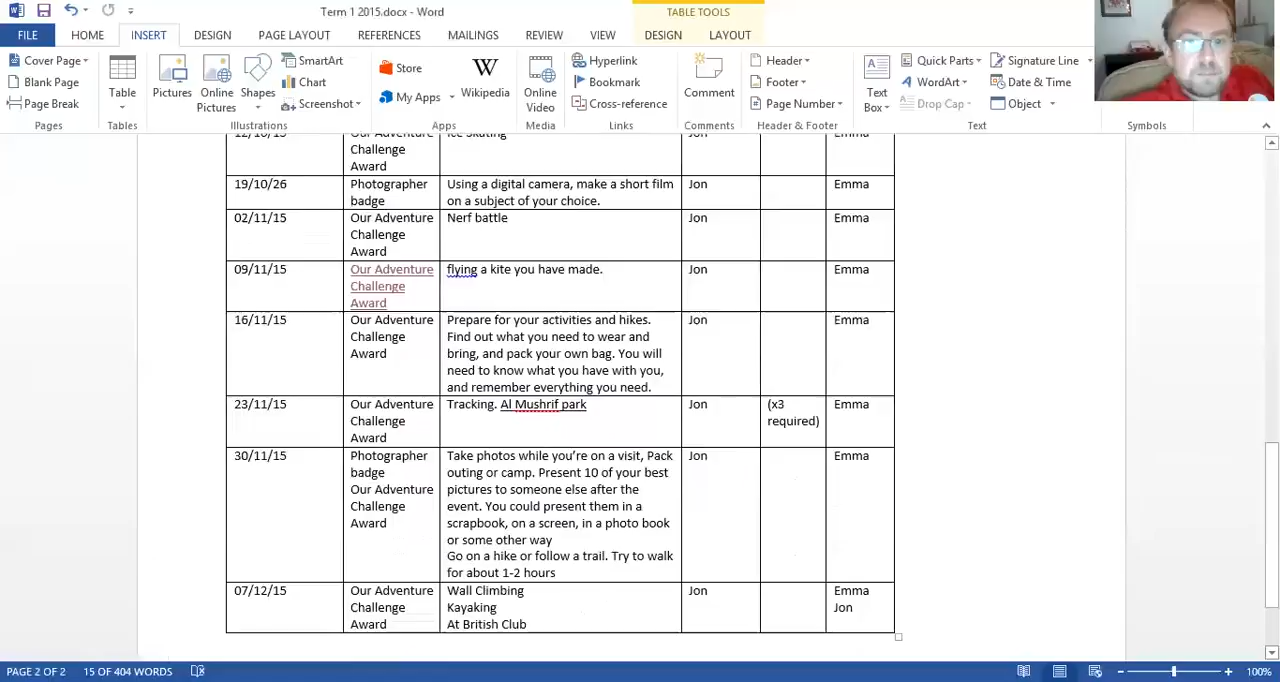 Term 1 2015.docx - Word
TABLE TOOLS
FILE HOME INSERT DESIGN PAGE LAYOUT REFERENCES MAILINGS REVIEW VIEW DESIGN LAYOUT
Cover Page
Blank Page
Page Break
Pages
Table
Tables
Pictures
Online Pictures
Shapes
SmartArt
Chart
Screenshot
Illustrations
Store
My Apps
Wikipedia
Apps
Online Video
Media
Hyperlink
Bookmark
Cross-reference
Links
Comment
Comments
Header
Footer
Page Number
Header & Footer
Text Box
Quick Parts
WordArt
Drop Cap
Signature Line
Date & Time
Object
Text
Symbols
12/10/15 Our Adventure Ice Skating Jon Emma
Challenge
Award
19/10/26 Photographer Using a digital camera, make a short film Jon Emma
badge on a subject of your choice.
02/11/15 Our Adventure Nerf battle Jon Emma
Challenge
Award
09/11/15 Our Adventure flying a kite you have made. Jon Emma
Challenge
Award
16/11/15 Our Adventure Prepare for your activities and hikes. Jon Emma
Challenge Find out what you need to wear and
Award bring, and pack your own bag. You will
need to know what you have with you,
and remember everything you need.
23/11/15 Our Adventure Tracking. Al Mushrif park Jon (x3 Emma
Challenge required)
Award
30/11/15 Photographer Take photos while you're on a visit, Pack Jon Emma
badge outing or camp. Present 10 of your best
Our Adventure pictures to someone else after the
Challenge event. You could present them in a
Award scrapbook, on a screen, in a photo book
or some other way
Go on a hike or follow a trail. Try to walk
for about 1-2 hours
07/12/15 Our Adventure Wall Climbing Jon Emma
Challenge Kayaking Jon
Award At British Club
PAGE 2 OF 2 15 OF 404 WORDS 100%